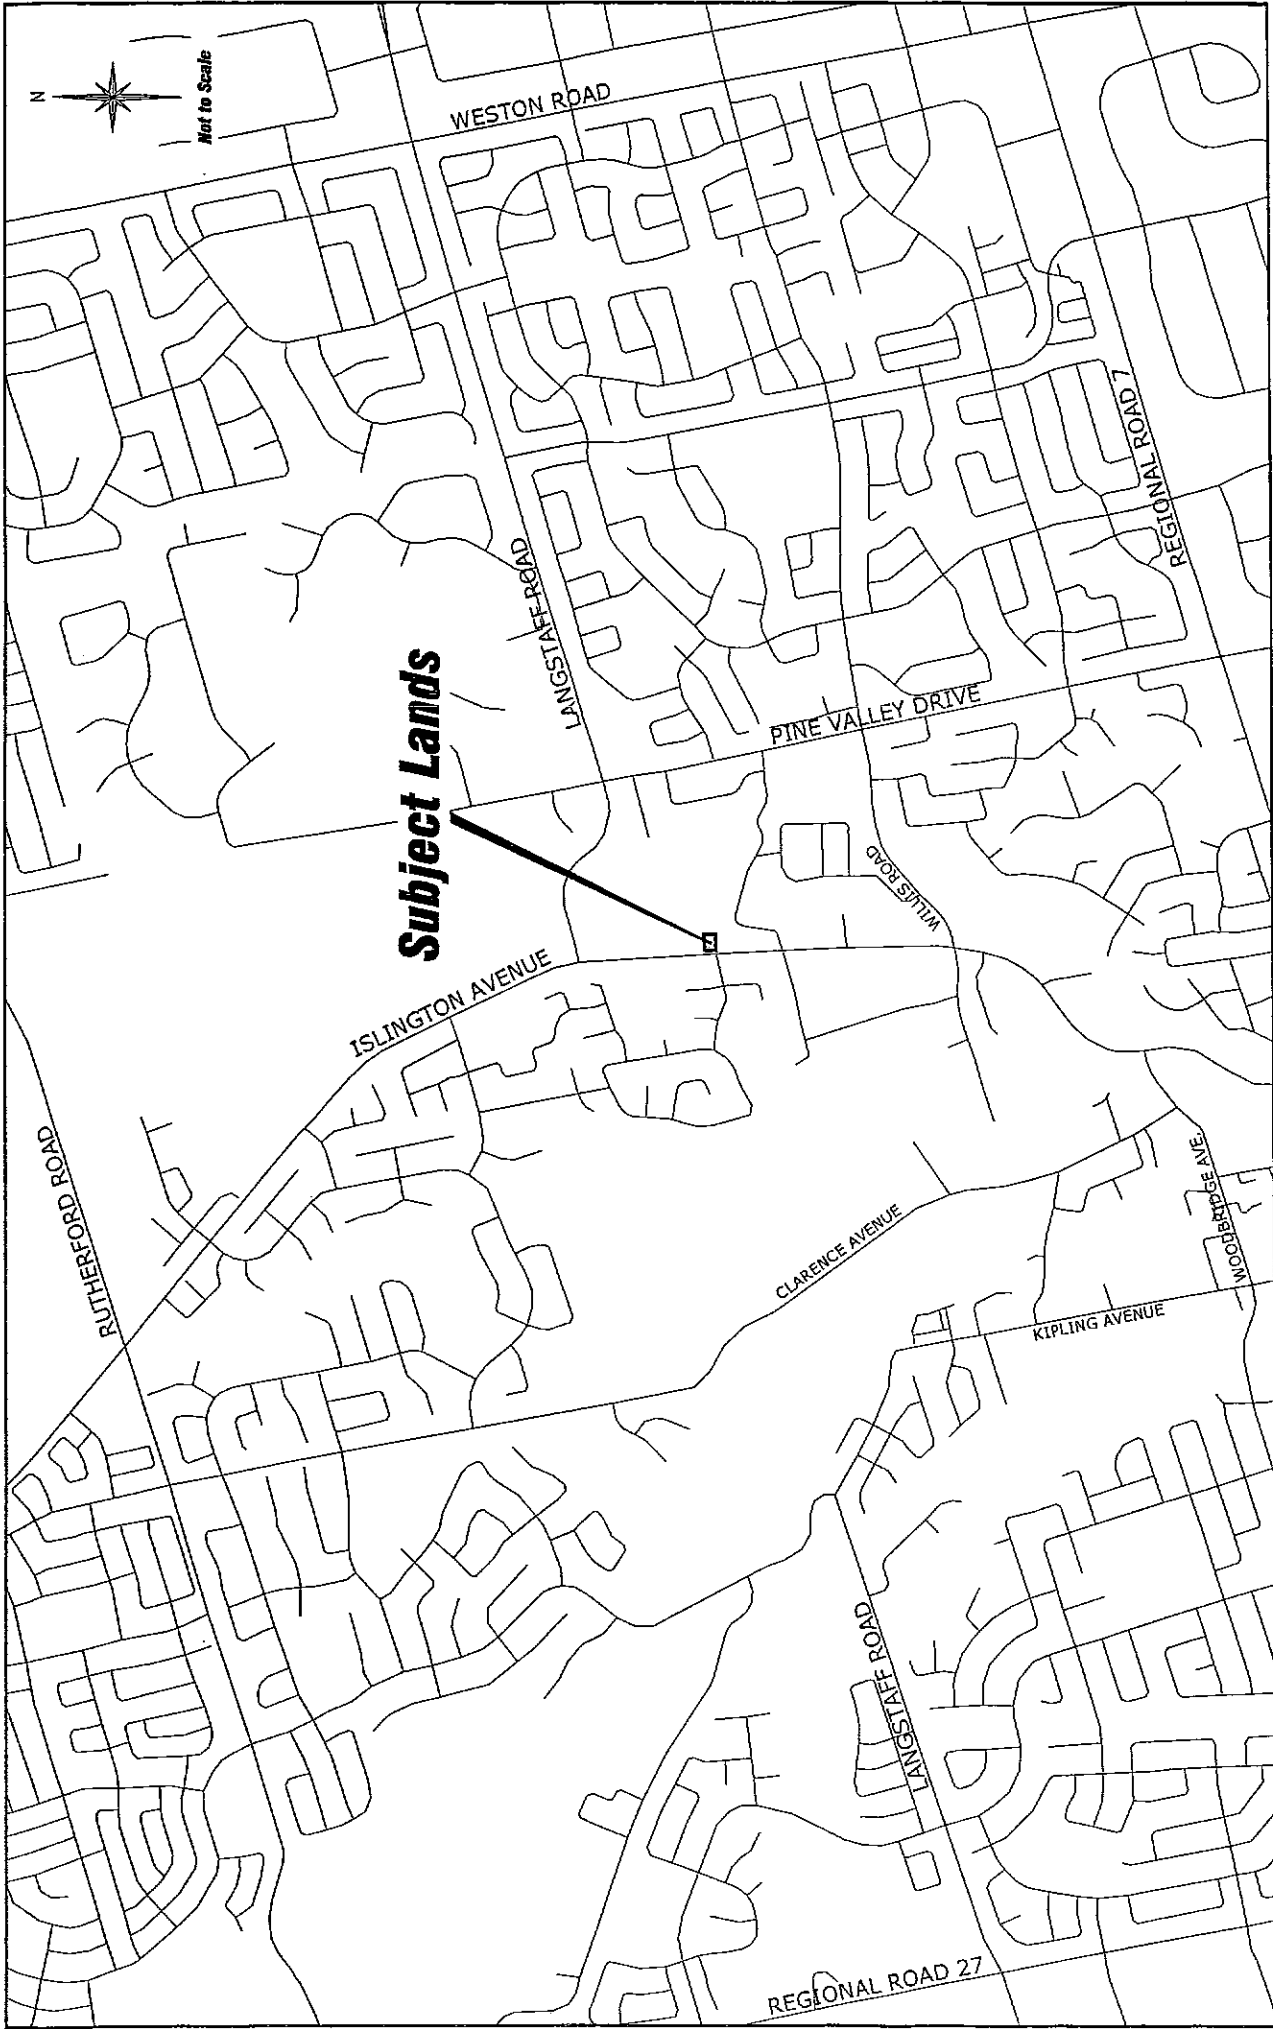 N
Not to Scale
WESTON ROAD
REGIONAL ROAD 7
LANGSTAFF ROAD
PINE VALLEY DRIVE
Subject Lands
WILLIS ROAD
ISLINGTON AVENUE
RUTHERFORD ROAD
CLARENCE AVENUE
WOODBRIDGE AVE.
KIPLING AVENUE
LANGSTAFF ROAD
REGIONAL ROAD 27